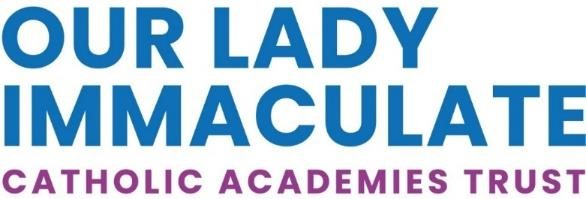 OUR LADY
IMMACULATE
CATHOLIC ACADEMIES TRUST